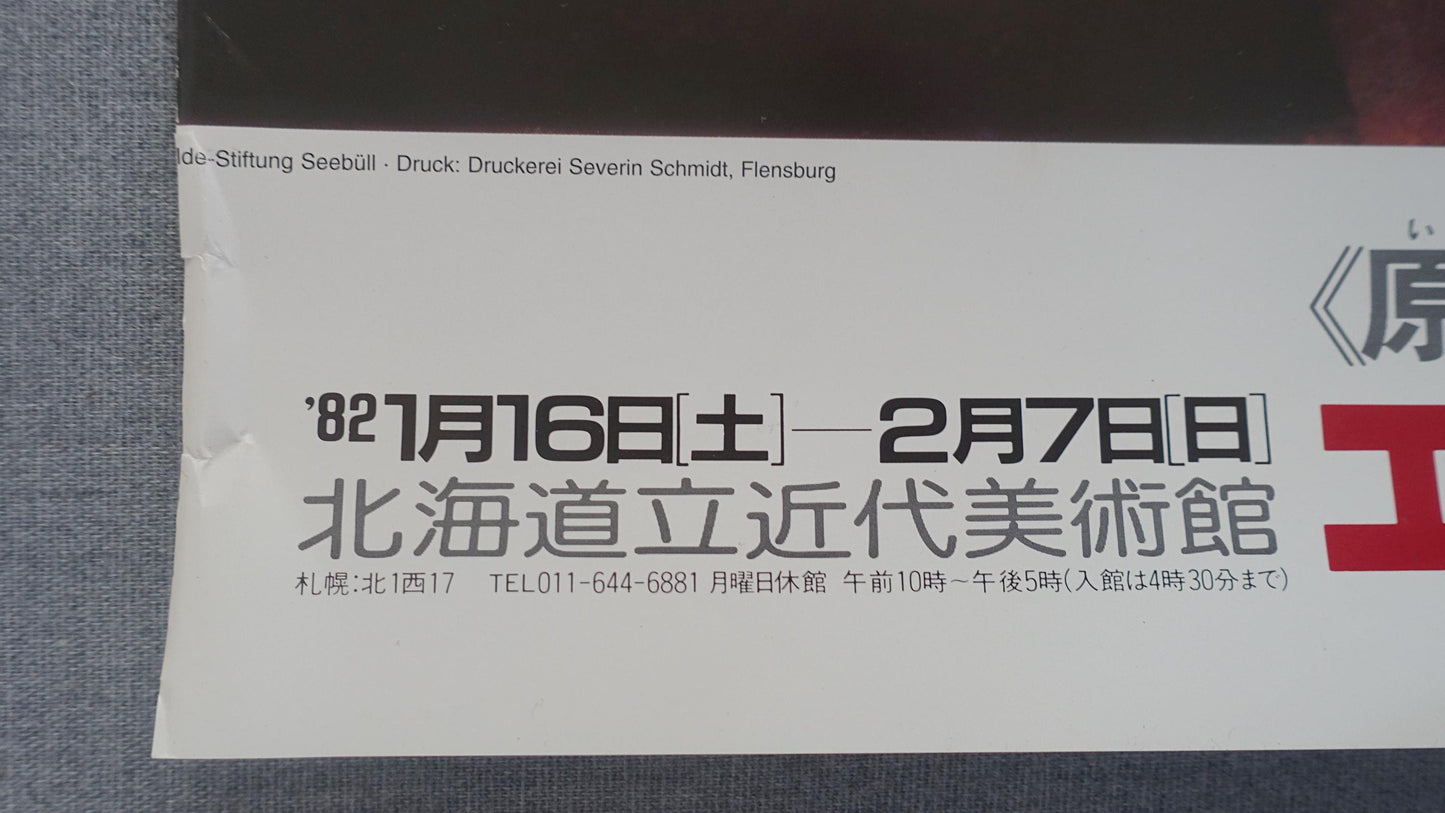 lde-Stiftung Seebüll · Druck: Druckerei Severin Schmidt, Flensburg
い
《原
エ
'82 1月16日[土]—2月7日[日]
北海道立近代美術館
札幌:北1西17 TEL011-644-6881 月曜日休館 午前10時~午後5時(入館は4時30分まで)